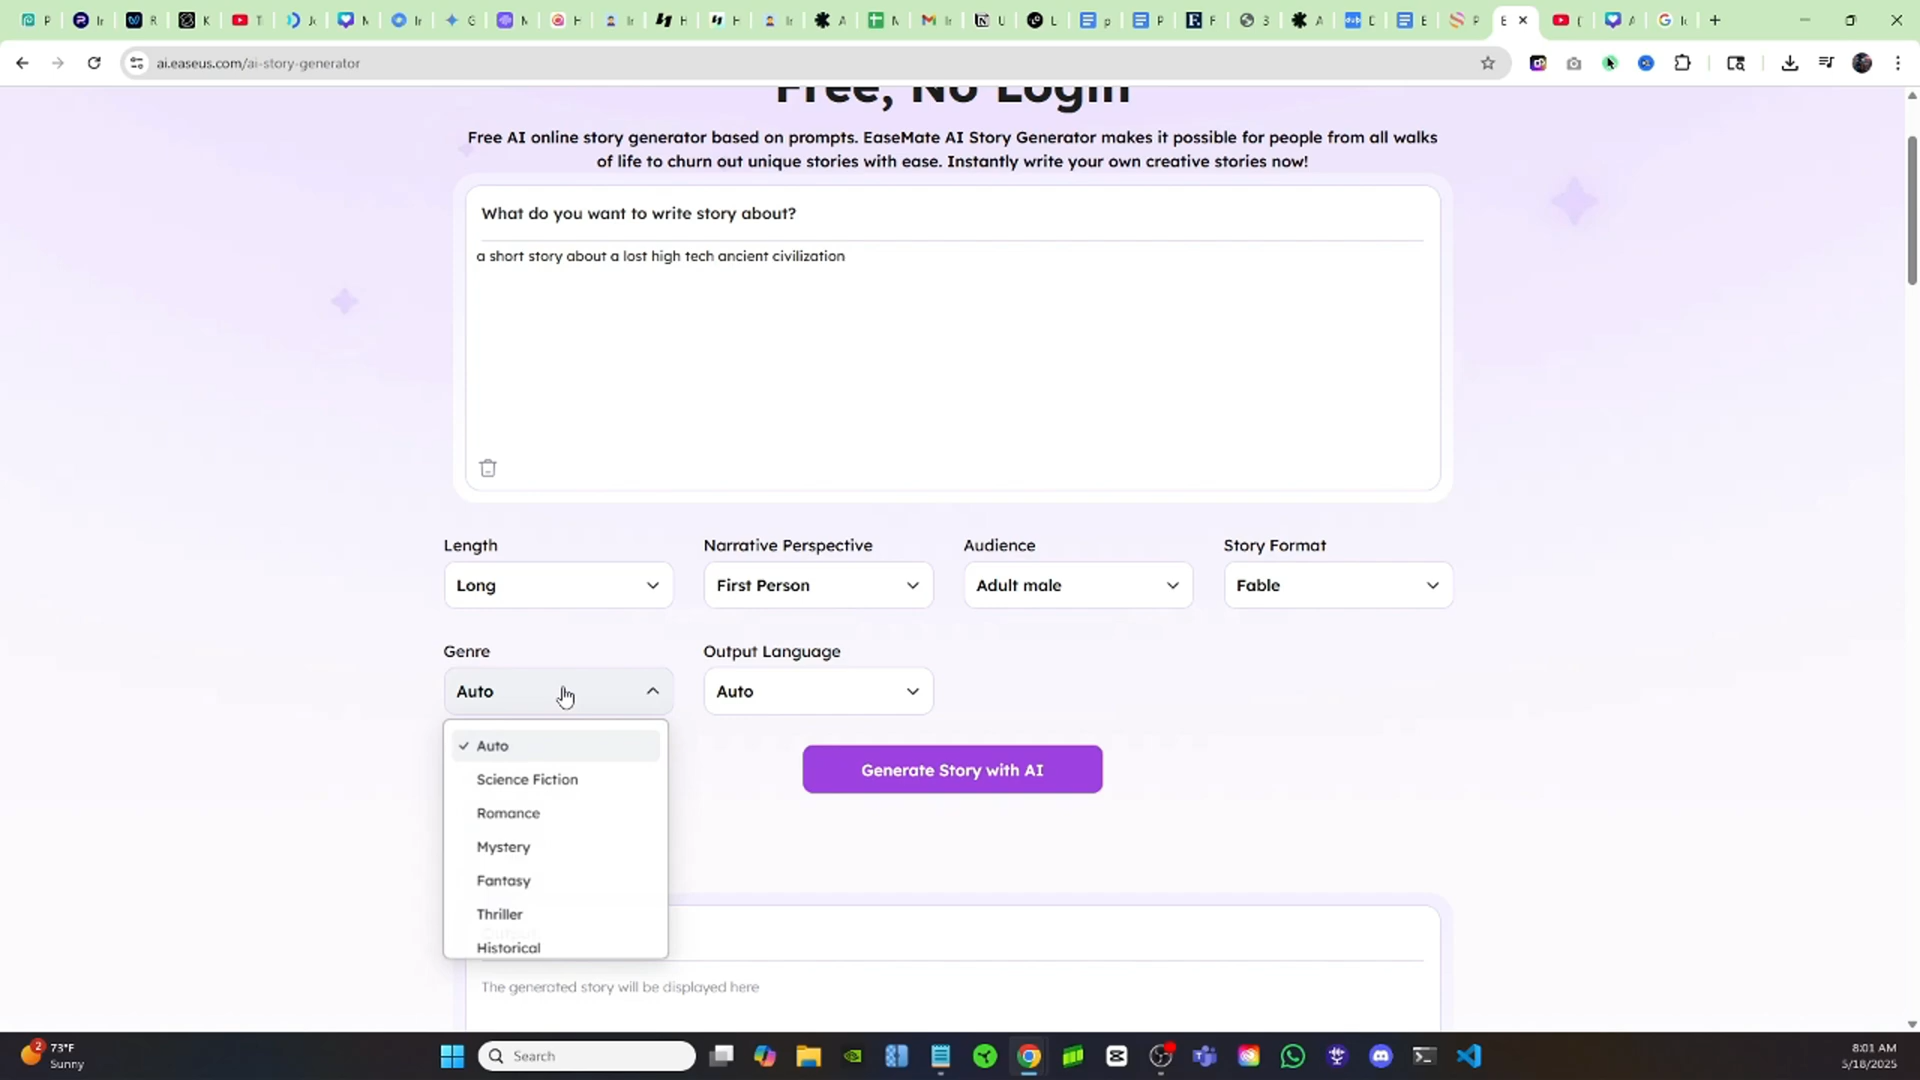 ai.easeus.com/ai-story-generator
Free, No Login
Free AI online story generator based on prompts. EaseMate AI Story Generator makes it possible for people from all walks
of life to churn out unique stories with ease. Instantly write your own creative stories now!
What do you want to write story about?
a short story about a lost high tech ancient civilization
Length
Narrative Perspective
Audience
Story Format
Long
First Person
Adult male
Fable
Genre
Output Language
Auto
Auto
Auto
Science Fiction
Romance
Mystery
Fantasy
Thriller
Historical
Generate Story with AI
The generated story will be displayed here
2
73°F
Sunny
Search
8:01 AM
5/18/2025